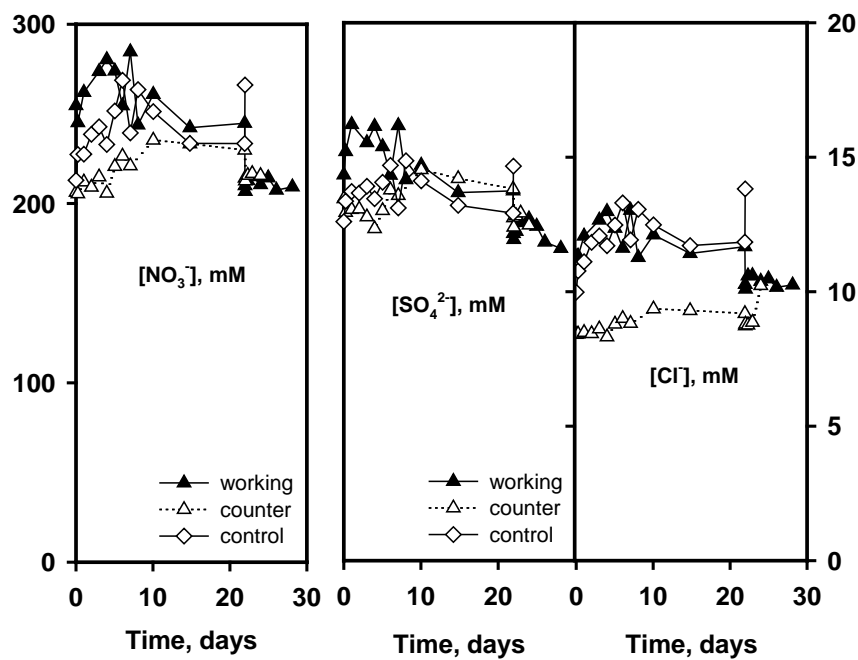 300
200
100
0
[NO₃⁻], mM
working
counter
control
0 10 20 30
Time, days
[SO₄²⁻], mM
working
counter
control
0 10 20
Time, days
[Cl⁻], mM
20
15
10
5
0
0 10 20 30
Time, days